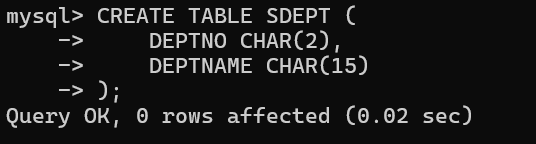 mysql> CREATE TABLE SDEPT (
    ->     DEPTNO CHAR(2),
    ->     DEPTNAME CHAR(15)
    -> );
Query OK, 0 rows affected (0.02 sec)